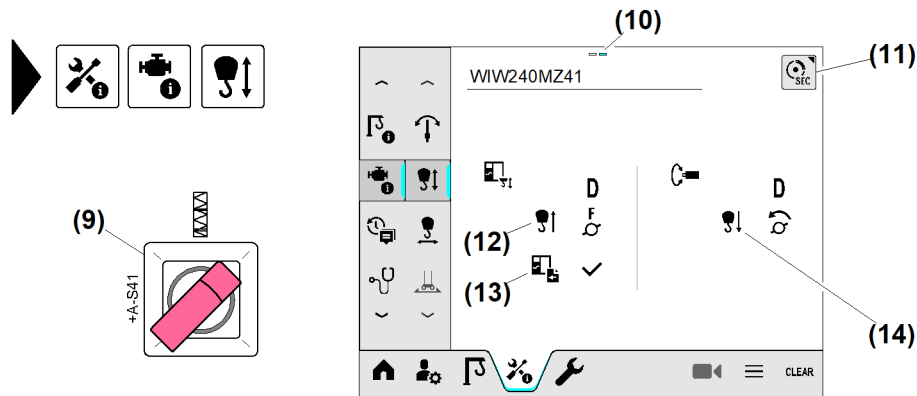 (10)
(11)
WIW240MZ41
SEC
(9)
+A-S41
D
D
(12)
F
(13)
(14)
CLEAR